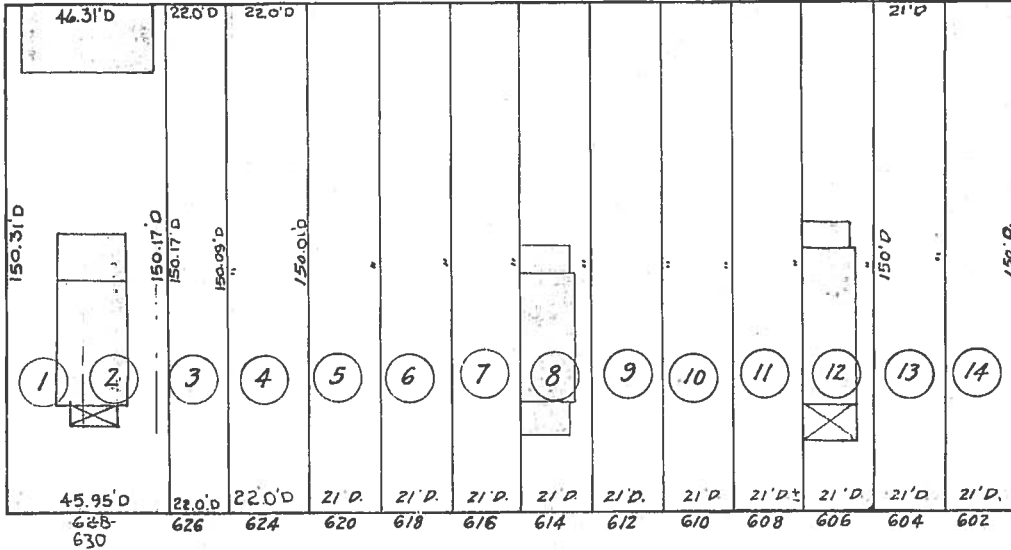 46.31'D 22.0'D 22.0'D 21'D
150.31'D 150.17'D 150.17'D 150.09'D " 150.01'D " " " " " " " 150'D " 150'D.
1 2 3 4 5 6 7 8 9 10 11 12 13 14
45.95'D 22.0'D 22.0'D 21'D. 21'D. 21'D. 21'D 21'D. 21'D 21'D± 21'D. 21'D 21'D.
628- 626 624 620 618 616 614 612 610 608 606 604 602
630